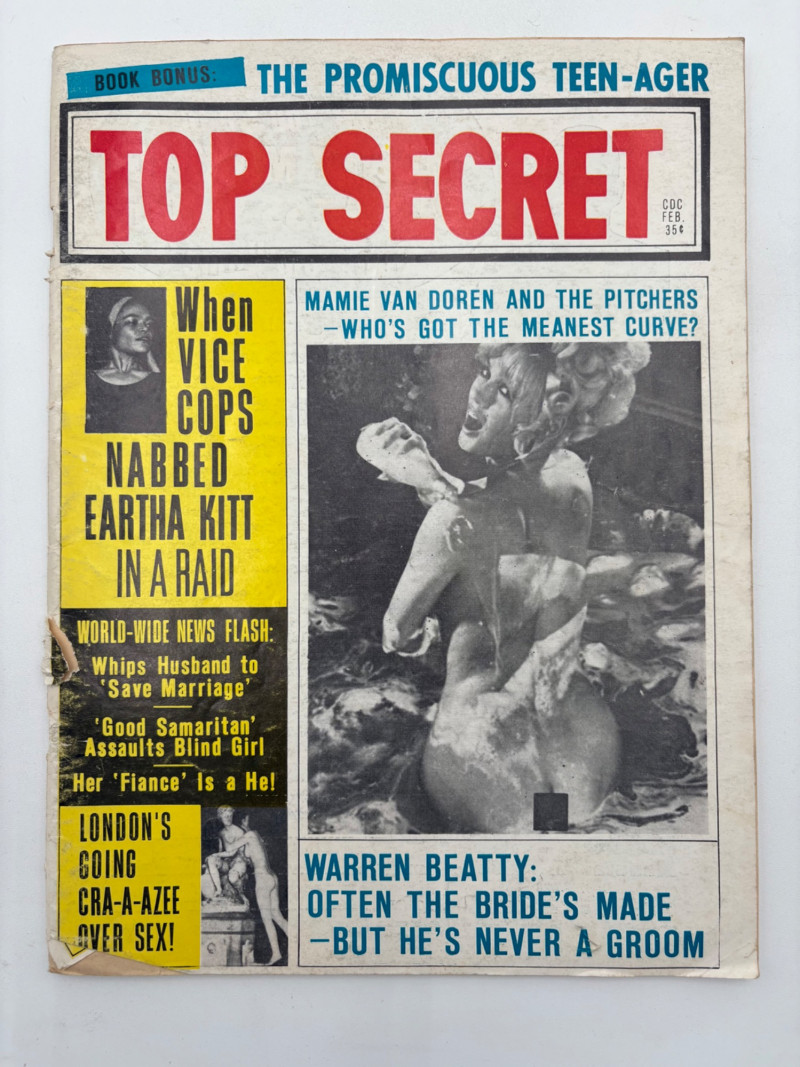 BOOK BONUS: THE PROMISCUOUS TEEN-AGER
TOP SECRET
CDC
FEB.
35¢
When
VICE
COPS
NABBED
EARTHA KITT
IN A RAID
WORLD-WIDE NEWS FLASH:
Whips Husband to
'Save Marriage'
'Good Samaritan'
Assaults Blind Girl
Her 'Fiance' Is a He!
LONDON'S
GOING
CRA-A-AZEE
OVER SEX!
MAMIE VAN DOREN AND THE PITCHERS
—WHO'S GOT THE MEANEST CURVE?
WARREN BEATTY:
OFTEN THE BRIDE'S MADE
—BUT HE'S NEVER A GROOM